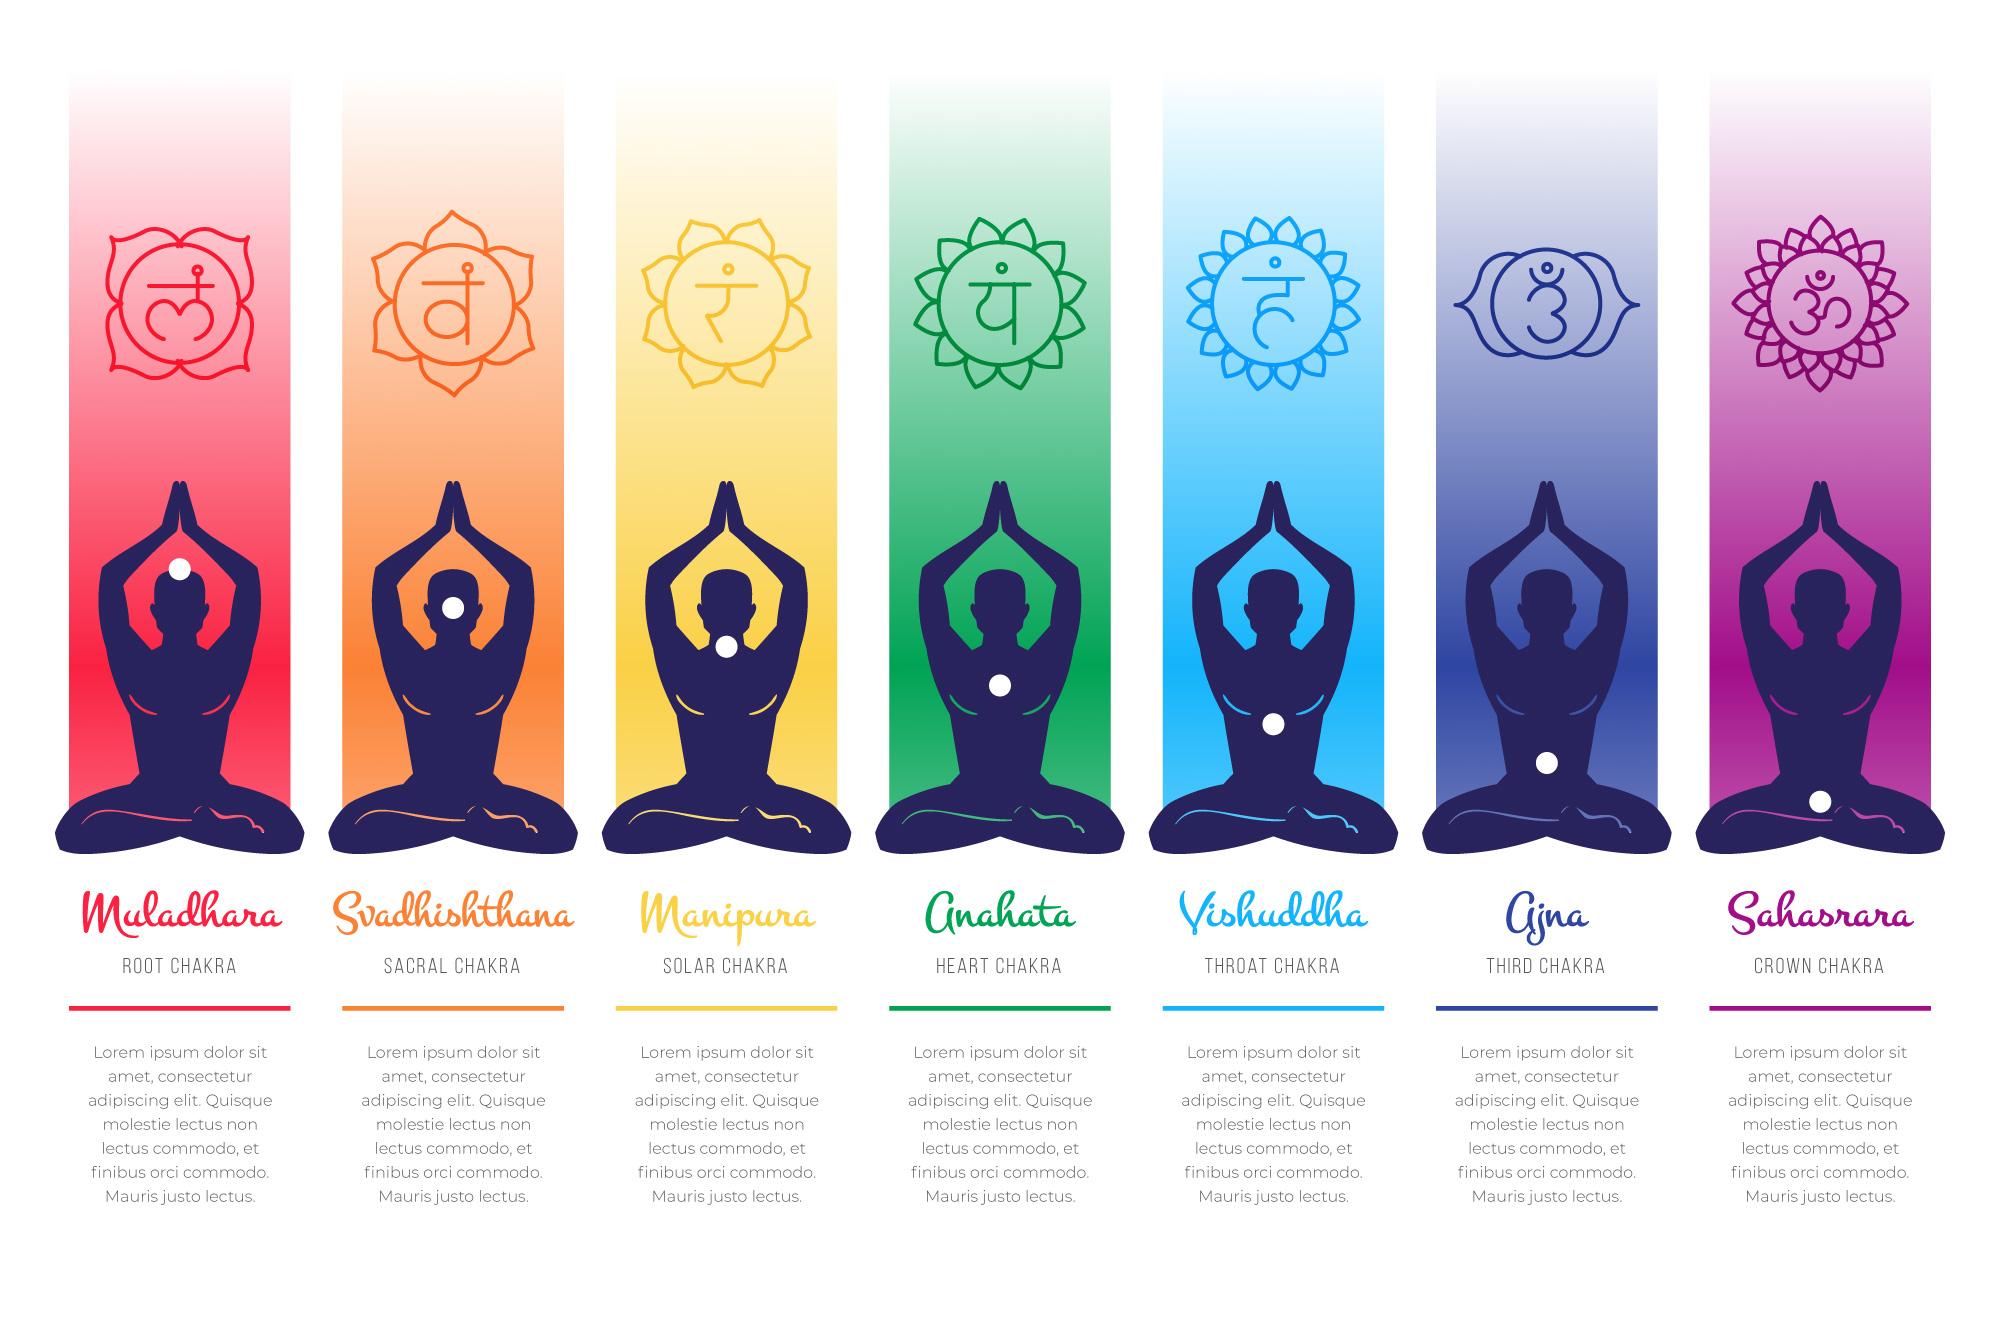 लं
वं
रं
यं
हं
ॐ
Muladhara
ROOT CHAKRA
Lorem ipsum dolor sit
amet, consectetur
adipiscing elit. Quisque
molestie lectus non
lectus commodo, et
finibus orci commodo.
Mauris justo lectus.
Svadhishthana
SACRAL CHAKRA
Lorem ipsum dolor sit
amet, consectetur
adipiscing elit. Quisque
molestie lectus non
lectus commodo, et
finibus orci commodo.
Mauris justo lectus.
Manipura
SOLAR CHAKRA
Lorem ipsum dolor sit
amet, consectetur
adipiscing elit. Quisque
molestie lectus non
lectus commodo, et
finibus orci commodo.
Mauris justo lectus.
Anahata
HEART CHAKRA
Lorem ipsum dolor sit
amet, consectetur
adipiscing elit. Quisque
molestie lectus non
lectus commodo, et
finibus orci commodo.
Mauris justo lectus.
Vishuddha
THROAT CHAKRA
Lorem ipsum dolor sit
amet, consectetur
adipiscing elit. Quisque
molestie lectus non
lectus commodo, et
finibus orci commodo.
Mauris justo lectus.
Ajna
THIRD CHAKRA
Lorem ipsum dolor sit
amet, consectetur
adipiscing elit. Quisque
molestie lectus non
lectus commodo, et
finibus orci commodo.
Mauris justo lectus.
Sahasrara
CROWN CHAKRA
Lorem ipsum dolor sit
amet, consectetur
adipiscing elit. Quisque
molestie lectus non
lectus commodo, et
finibus orci commodo.
Mauris justo lectus.